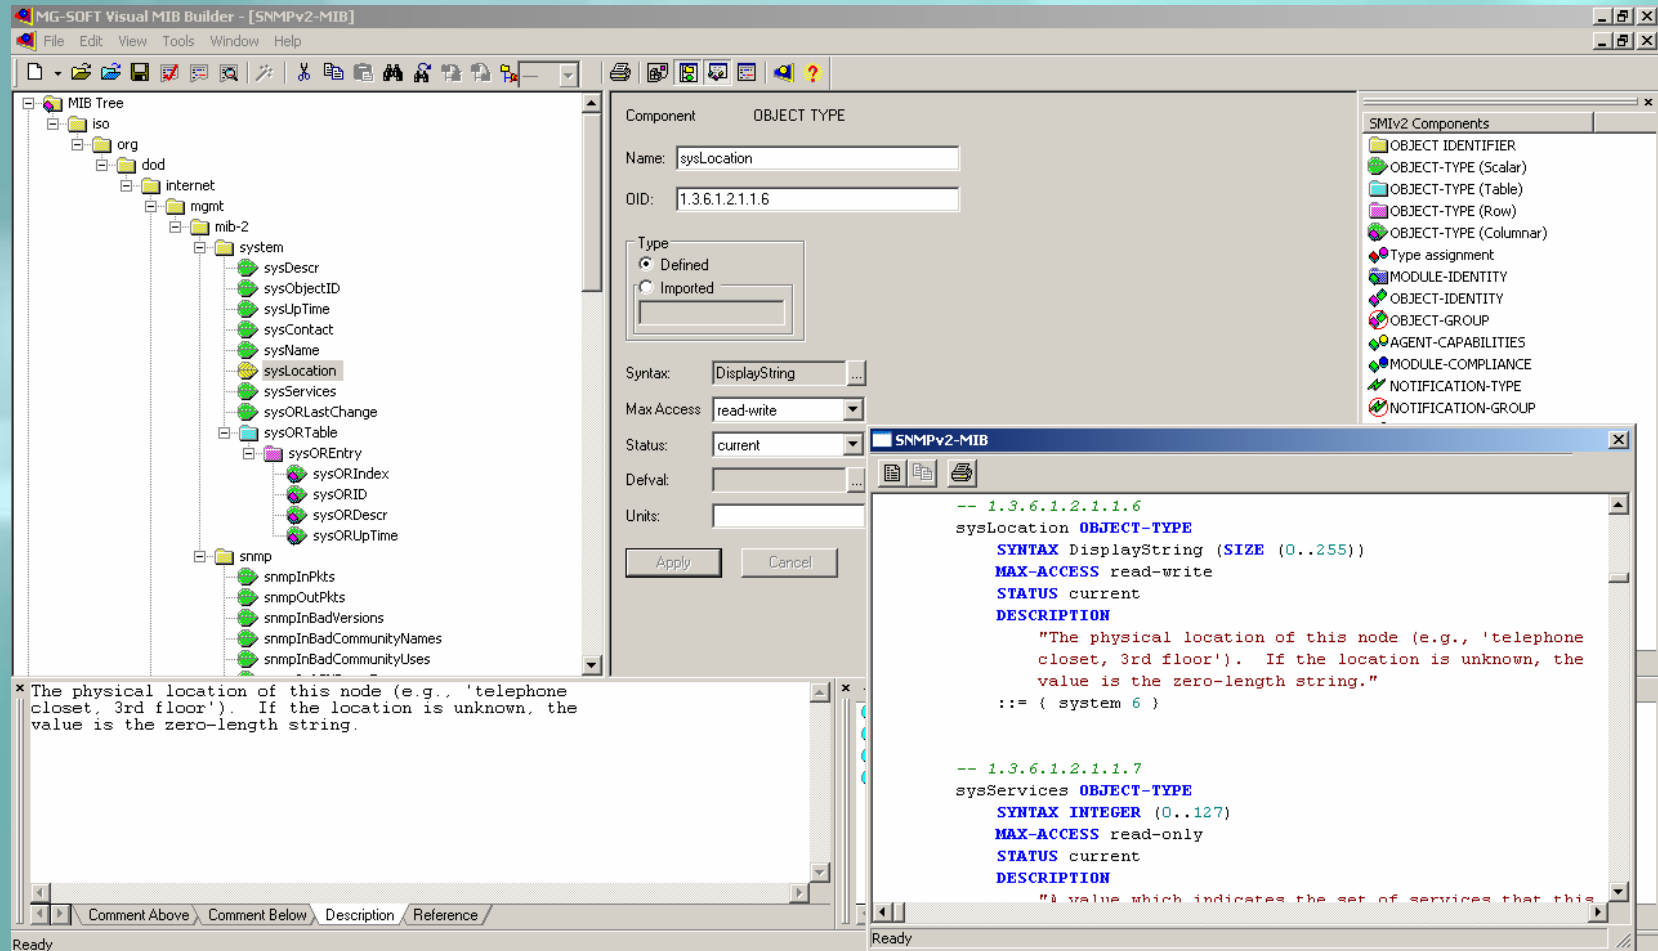 MG-SOFT Visual MIB Builder - [SNMPv2-MIB]
File Edit View Tools Window Help
MIB Tree
iso
org
dod
internet
mgmt
mib-2
system
sysDescr
sysObjectID
sysUpTime
sysContact
sysName
sysLocation
sysServices
sysORLastChange
sysORTable
sysOREntry
sysORIndex
sysORID
sysORDescr
sysORUpTime
snmp
snmpInPkts
snmpOutPkts
snmpInBadVersions
snmpInBadCommunityNames
snmpInBadCommunityUses
Component OBJECT TYPE
Name: sysLocation
OID: 1.3.6.1.2.1.1.6
Type
Defined
Imported
Syntax: DisplayString ...
Max Access read-write
Status: current
Defval: ...
Units:
Apply Cancel
SMIv2 Components
OBJECT IDENTIFIER
OBJECT-TYPE (Scalar)
OBJECT-TYPE (Table)
OBJECT-TYPE (Row)
OBJECT-TYPE (Columnar)
Type assignment
MODULE-IDENTITY
OBJECT-IDENTITY
OBJECT-GROUP
AGENT-CAPABILITIES
MODULE-COMPLIANCE
NOTIFICATION-TYPE
NOTIFICATION-GROUP
SNMPv2-MIB
-- 1.3.6.1.2.1.1.6
sysLocation OBJECT-TYPE
SYNTAX DisplayString (SIZE (0..255))
MAX-ACCESS read-write
STATUS current
DESCRIPTION
"The physical location of this node (e.g., 'telephone
closet, 3rd floor').  If the location is unknown, the
value is the zero-length string."
::= { system 6 }
-- 1.3.6.1.2.1.1.7
sysServices OBJECT-TYPE
SYNTAX INTEGER (0..127)
MAX-ACCESS read-only
STATUS current
DESCRIPTION
"A value which indicates the set of services that this
Ready
The physical location of this node (e.g., 'telephone
closet, 3rd floor').  If the location is unknown, the
value is the zero-length string.
Comment Above Comment Below Description Reference
Ready